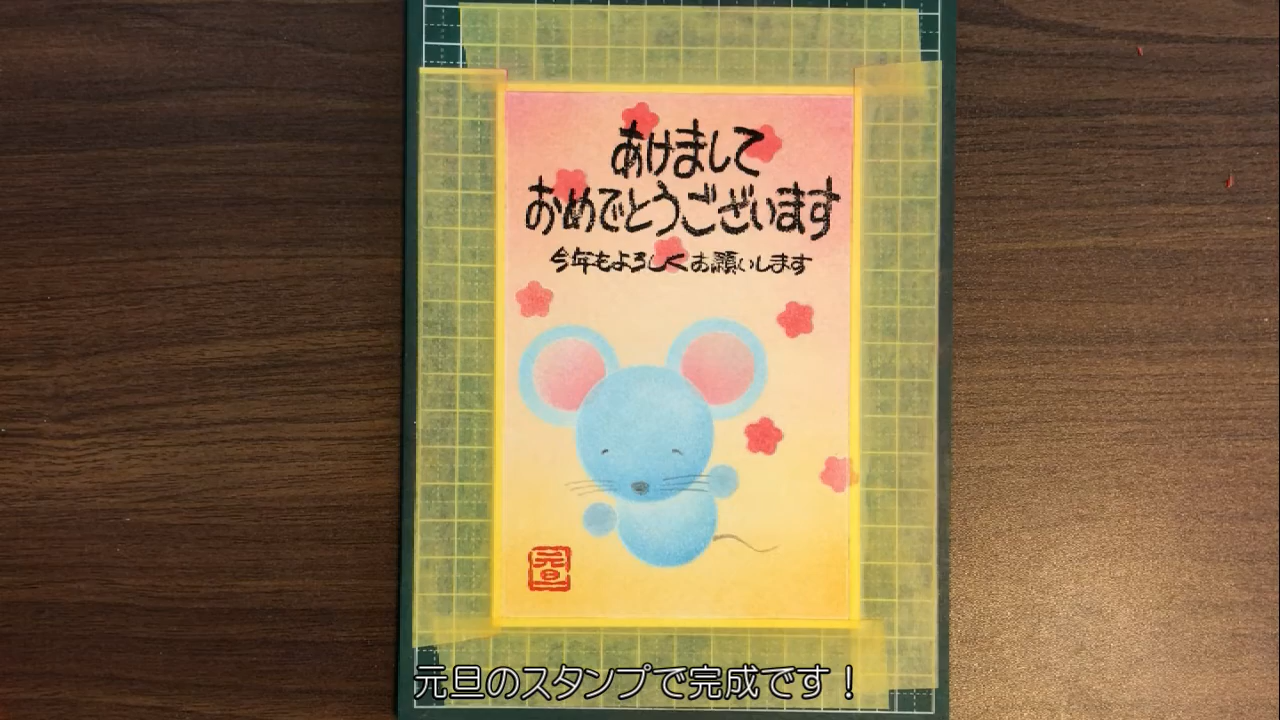 あけまして
おめでとうございます
今年もよろしくお願いします
元旦
元旦のスタンプで完成です！